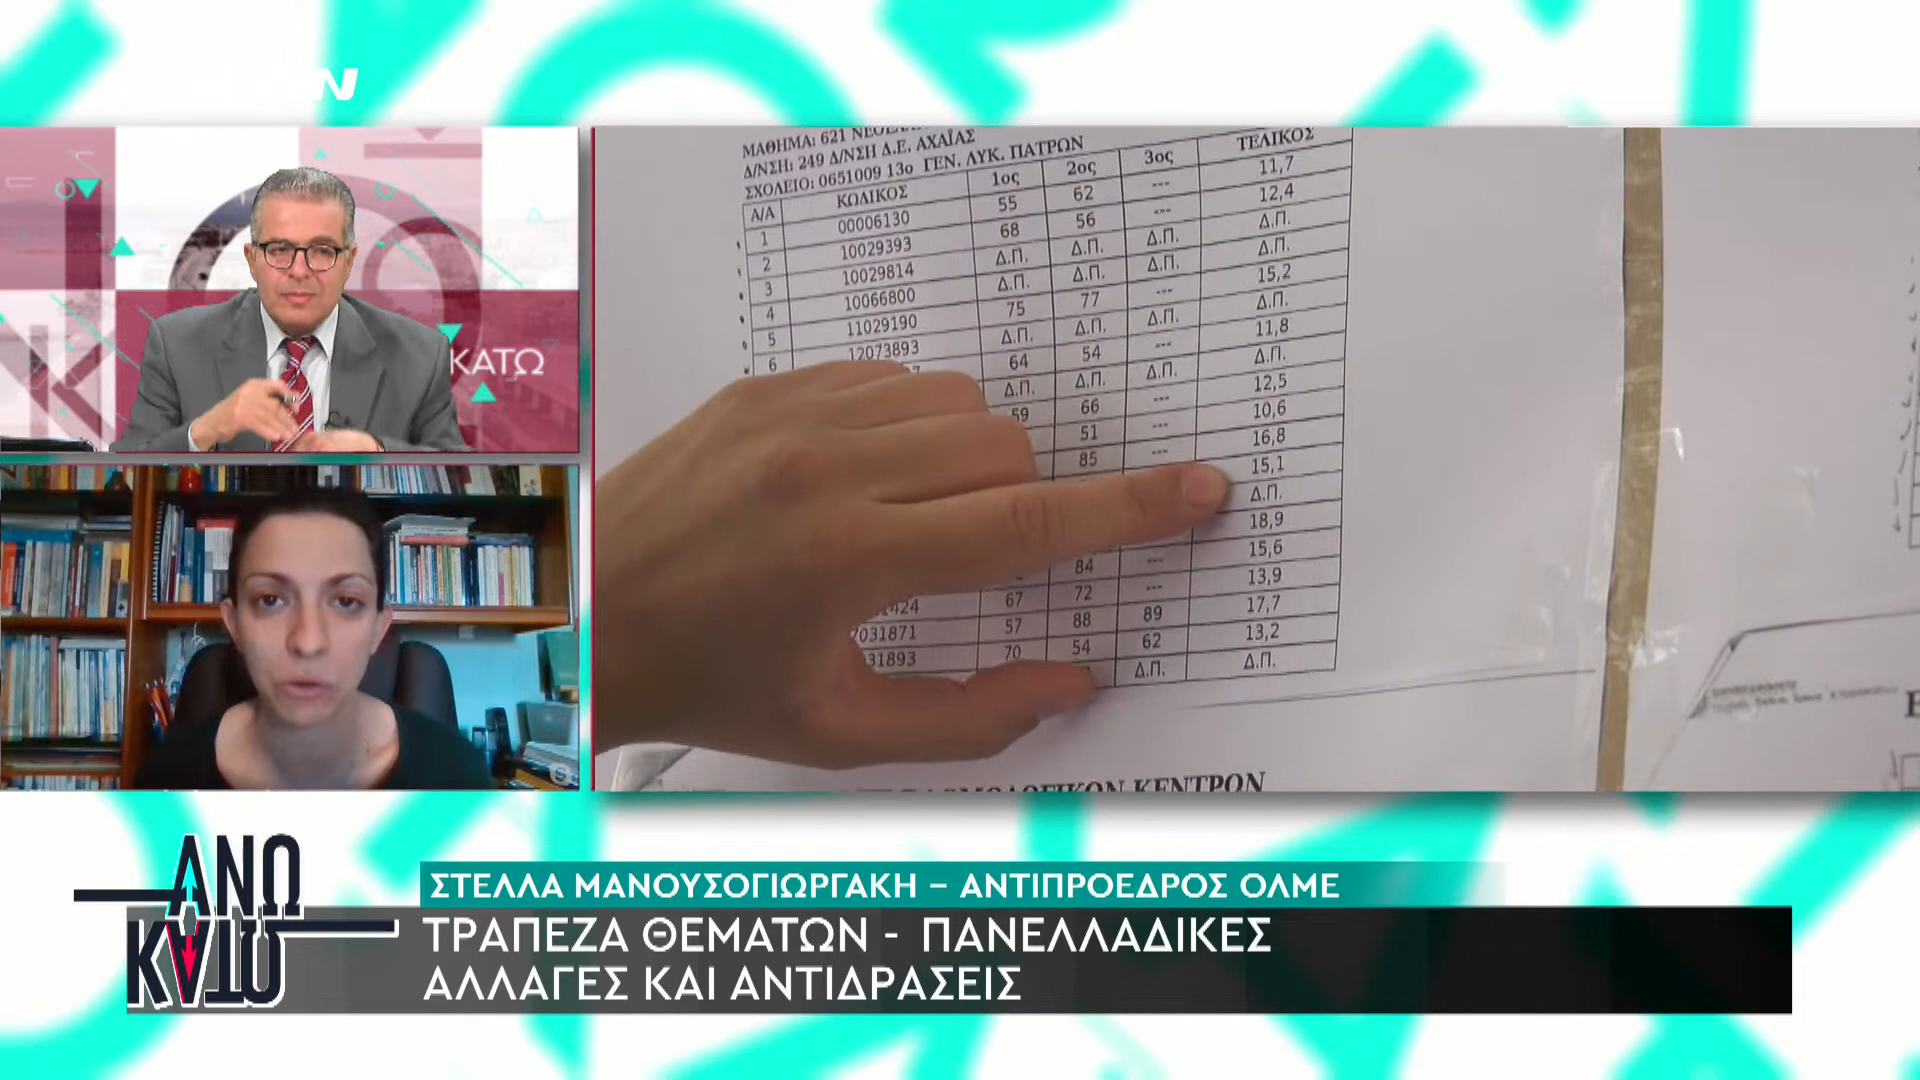 ΚΑΤΩ
ΜΑΘΗΜΑ: 621
Δ/ΝΣΗ: 249 Δ/ΝΣΗ Δ.Ε. ΑΧΑΪΑΣ
ΣΧΟΛΕΙΟ: 0651009 13ο ΓΕΝ. ΛΥΚ. ΠΑΤΡΩΝ
Α/Α ΚΩΔΙΚΟΣ 1ος 2ος 3ος ΤΕΛΙΚΟΣ
1 00006130 55 62 --- 11,7
2 10029393 68 56 --- 12,4
3 10029814 Δ.Π. Δ.Π. Δ.Π. Δ.Π.
4 10066800 Δ.Π. Δ.Π. Δ.Π. Δ.Π.
5 11029190 75 77 --- 15,2
6 12073893 Δ.Π. Δ.Π. Δ.Π. Δ.Π.
64 54 --- 11,8
Δ.Π. Δ.Π. Δ.Π. Δ.Π.
59 66 --- 12,5
51 --- 10,6
85 --- 16,8
15,1
Δ.Π.
18,9
84 --- 15,6
67 72 --- 13,9
57 88 89 17,7
70 54 62 13,2
Δ.Π. Δ.Π.
ΚΕΝΤΡΩΝ
ΑΝΩ
ΚΑΤΩ
ΣΤΕΛΛΑ ΜΑΝΟΥΣΟΓΙΩΡΓΑΚΗ – ΑΝΤΙΠΡΟΕΔΡΟΣ ΟΛΜΕ
ΤΡΑΠΕΖΑ ΘΕΜΑΤΩΝ - ΠΑΝΕΛΛΑΔΙΚΕΣ
ΑΛΛΑΓΕΣ ΚΑΙ ΑΝΤΙΔΡΑΣΕΙΣ